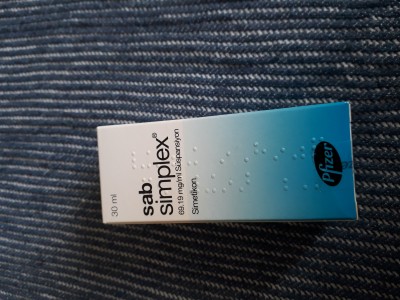 30 ml
sab
simplex®
69.19 mg/ml Süspansiyon
Simetikon
Pfizer